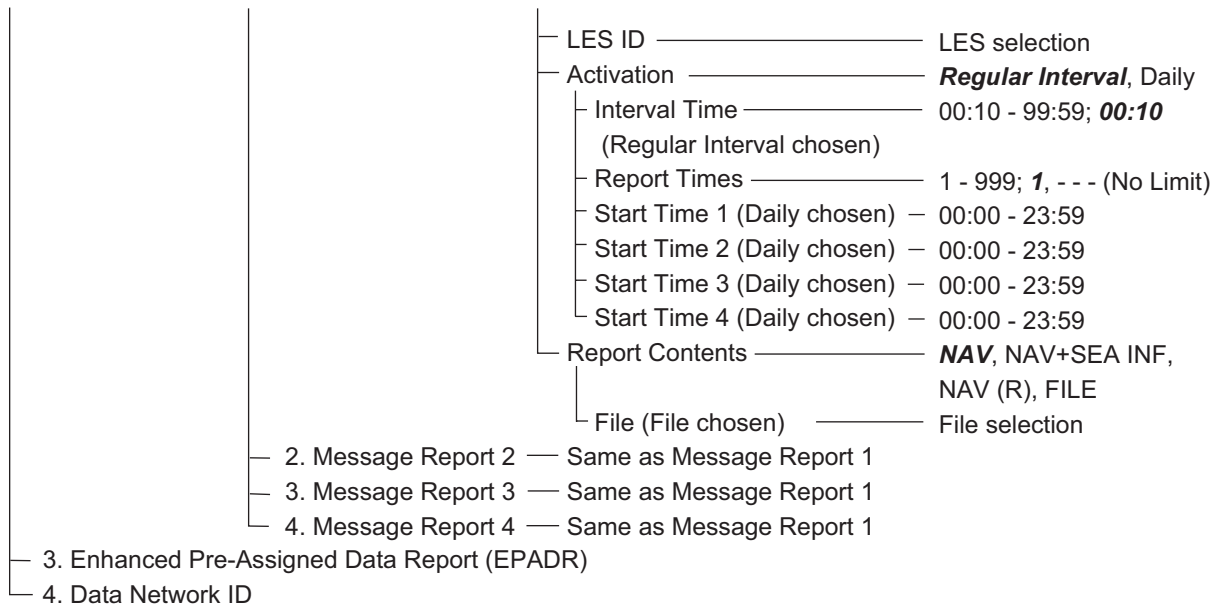 LES ID LES selection
Activation Regular Interval, Daily
Interval Time 00:10 - 99:59; 00:10
(Regular Interval chosen)
Report Times 1 - 999; 1, - - - (No Limit)
Start Time 1 (Daily chosen) 00:00 - 23:59
Start Time 2 (Daily chosen) 00:00 - 23:59
Start Time 3 (Daily chosen) 00:00 - 23:59
Start Time 4 (Daily chosen) 00:00 - 23:59
Report Contents NAV, NAV+SEA INF,
NAV (R), FILE
File (File chosen) File selection
2. Message Report 2 Same as Message Report 1
3. Message Report 3 Same as Message Report 1
4. Message Report 4 Same as Message Report 1
3. Enhanced Pre-Assigned Data Report (EPADR)
4. Data Network ID